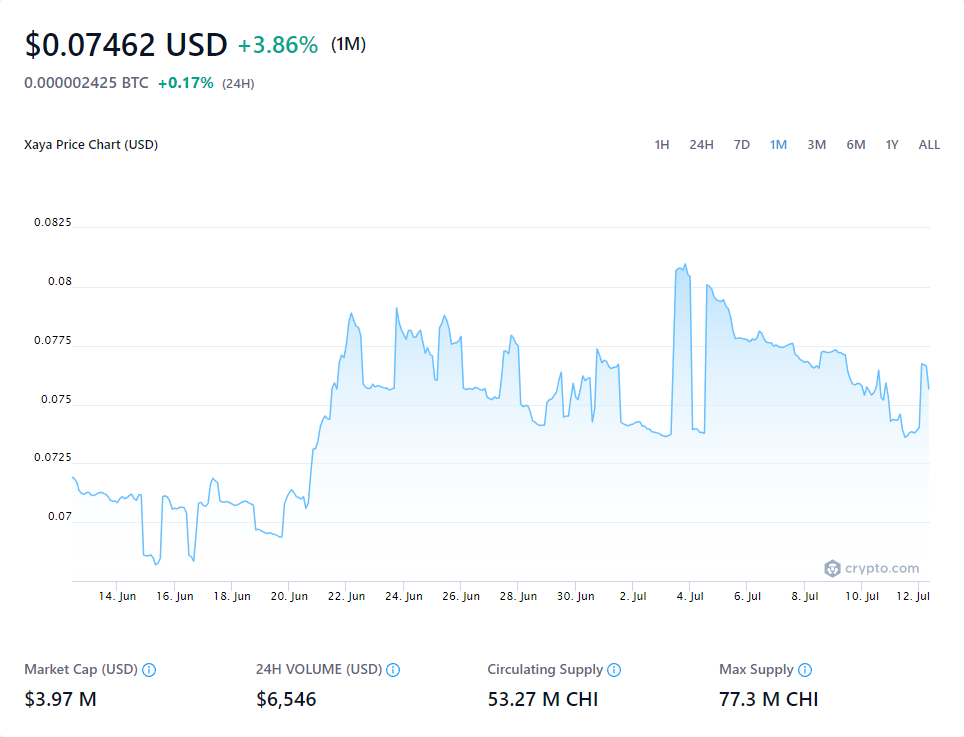 $0.07462 USD +3.86% (1M)
0.000002425 BTC +0.17% (24H)
Xaya Price Chart (USD) 1H 24H 7D 1M 3M 6M 1Y ALL
0.0825
0.08
0.0775
0.075
0.0725
0.07
crypto.com
14. Jun 16. Jun 18. Jun 20. Jun 22. Jun 24. Jun 26. Jun 28. Jun 30. Jun 2. Jul 4. Jul 6. Jul 8. Jul 10. Jul 12. Jul
Market Cap (USD) 24H VOLUME (USD) Circulating Supply Max Supply
$3.97 M $6,546 53.27 M CHI 77.3 M CHI